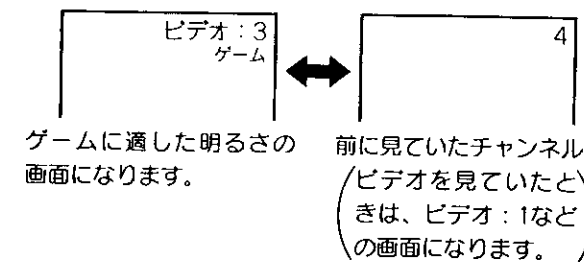 ビデオ：3
ゲーム
4
ゲームに適した明るさの
画面になります。
前に見ていたチャンネル
(ビデオを見ていたと
きは、ビデオ：1など
の画面になります。)